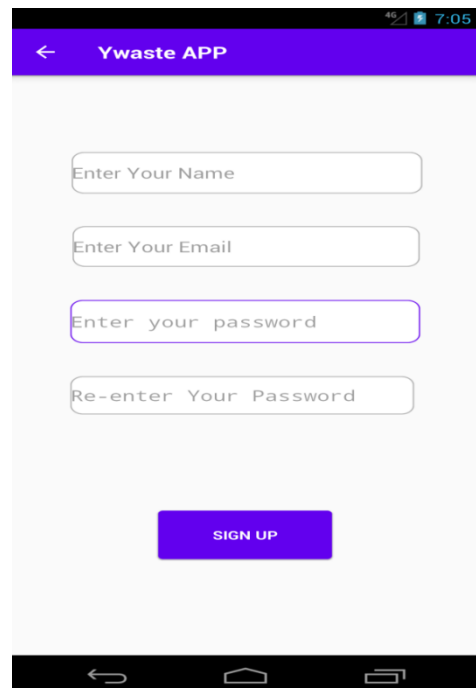 4G 7:05
Ywaste APP
Enter Your Name
Enter Your Email
Enter your password
Re-enter Your Password
SIGN UP